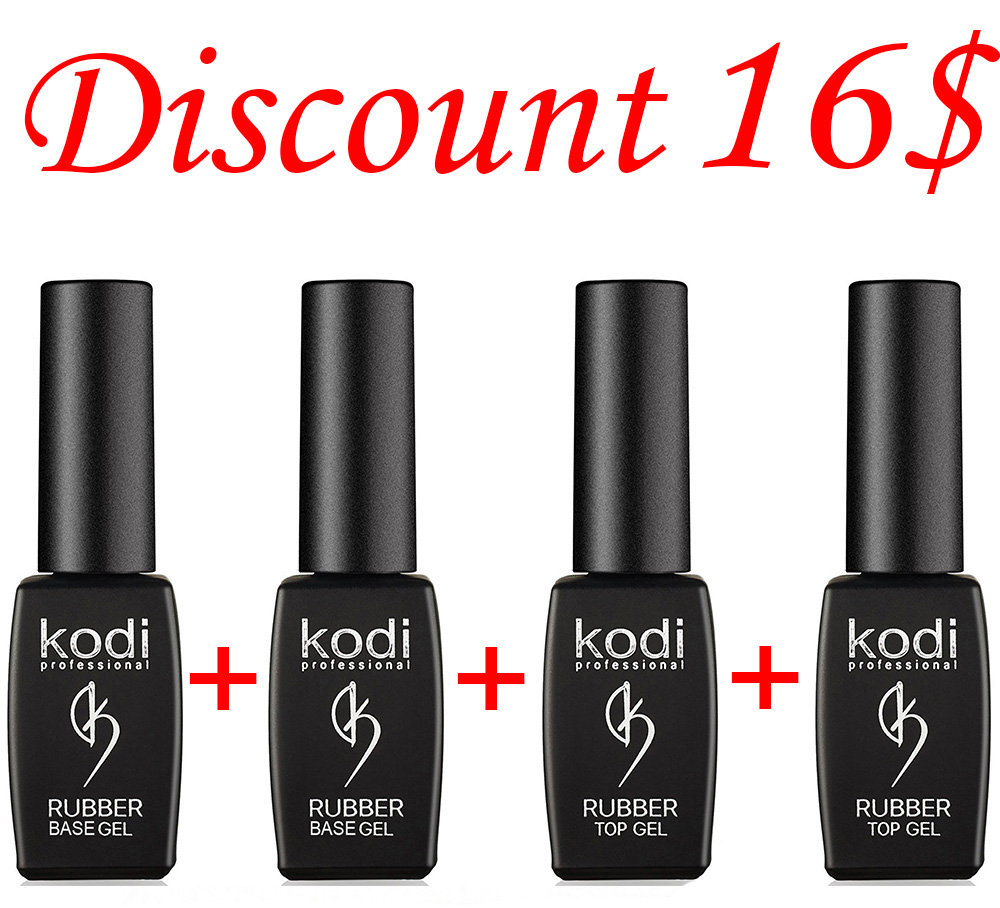 Discount 16$
kodi
professional
RUBBER
BASE GEL
+
kodi
professional
RUBBER
BASE GEL
+
kodi
professional
RUBBER
TOP GEL
+
kodi
professional
RUBBER
TOP GEL